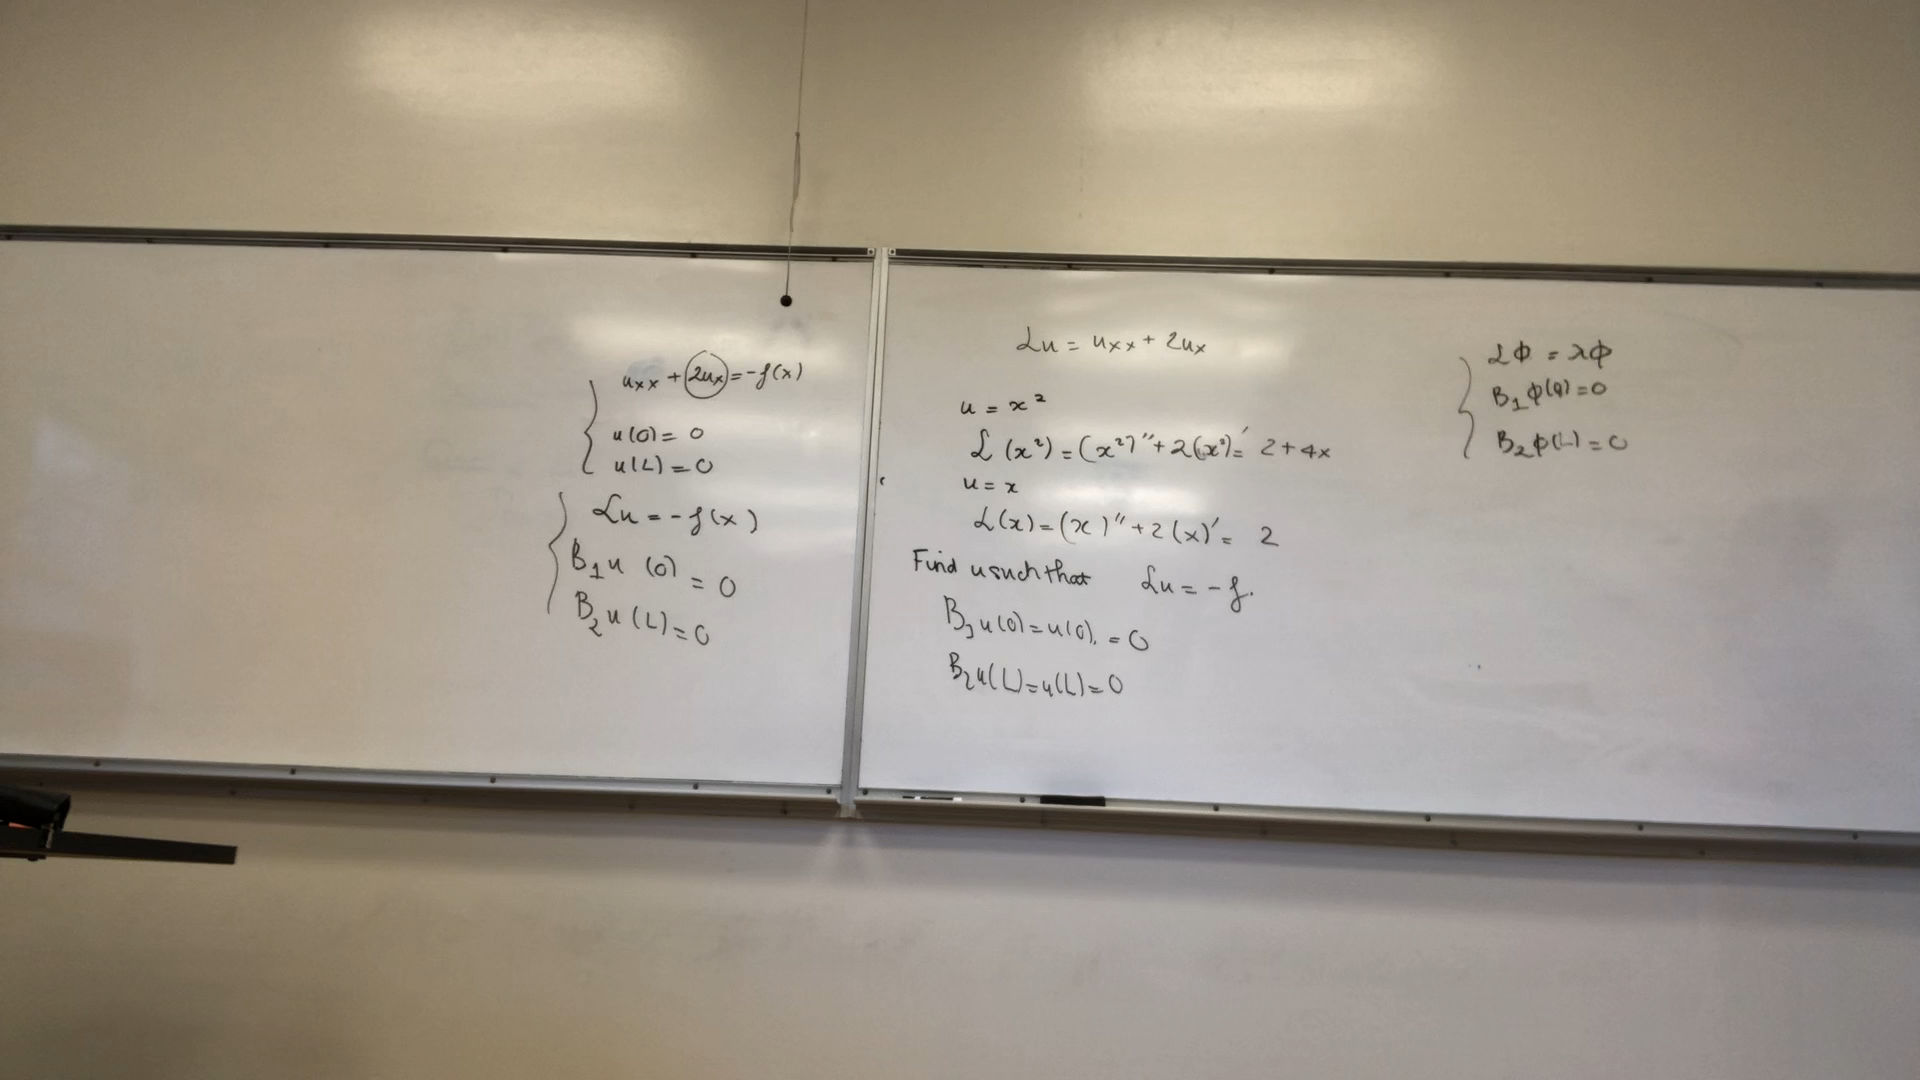 uxx + 2ux = -f(x)
u(0) = 0
u(L) = 0
ℒu = -f(x)
B₁u (0) = 0
B₂u (L) = 0
ℒu = uxx + 2ux
u = x²
ℒ(x²) = (x²)'' + 2(x²)' = 2 + 4x
u = x
ℒ(x) = (x)'' + 2(x)' = 2
Find u such that ℒu = -f.
B₁u(0) = u(0). = 0
B₂u(L) = u(L) = 0
ℒϕ = λϕ
B₁ϕ(0) = 0
B₂ϕ(L) = 0